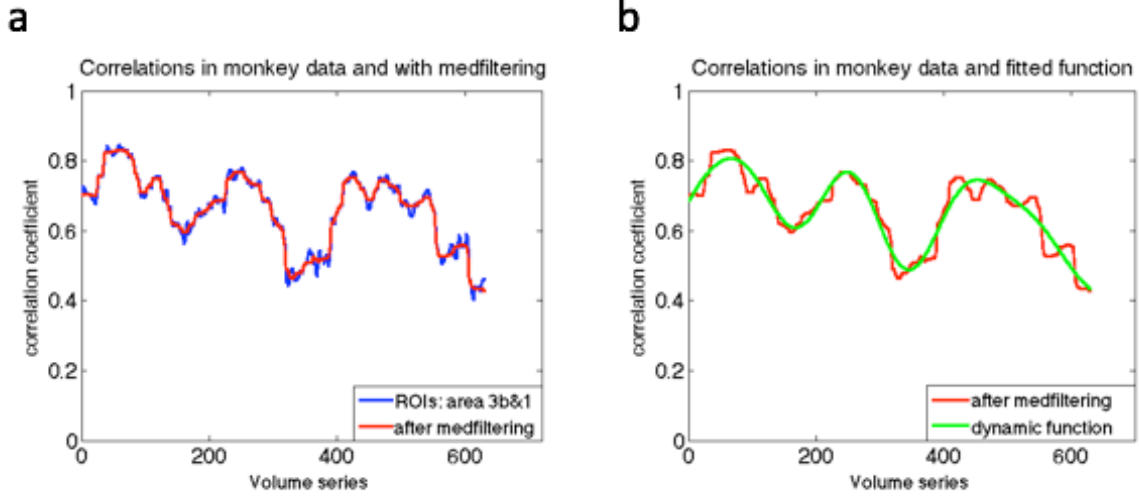 a
Correlations in monkey data and with medfiltering
1
0.8
0.6
0.4
0.2
0
0
200
400
600
correlation coefficient
Volume series
ROIs: area 3b&1
after medfiltering
b
Correlations in monkey data and fitted function
1
0.8
0.6
0.4
0.2
0
0
200
400
600
correlation coefficient
Volume series
after medfiltering
dynamic function